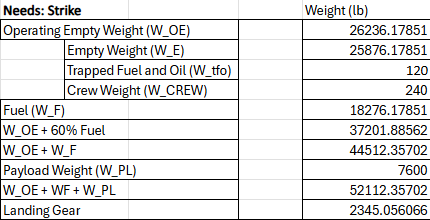 Needs: Strike Weight (lb)
Operating Empty Weight (W_OE) 26236.17851
Empty Weight (W_E) 25876.17851
Trapped Fuel and Oil (W_tfo) 120
Crew Weight (W_CREW) 240
Fuel (W_F) 18276.17851
W_OE + 60% Fuel 37201.88562
W_OE + W_F 44512.35702
Payload Weight (W_PL) 7600
W_OE + WF + W_PL 52112.35702
Landing Gear 2345.056066